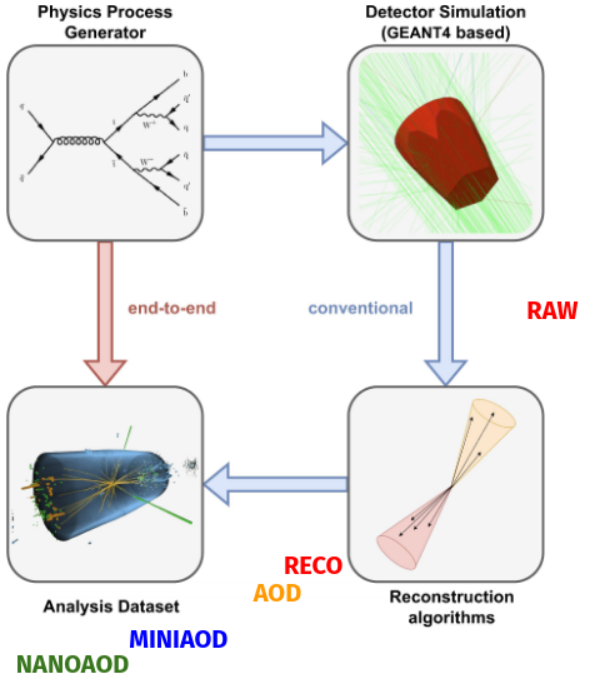 Physics Process
Generator
Detector Simulation
(GEANT4 based)
b
q'
W+
q
t
q
q̄
t̄
W−
q̄
q'
b̄
end-to-end
conventional
RAW
RECO
AOD
Analysis Dataset
Reconstruction
algorithms
MINIAOD
NANOAOD